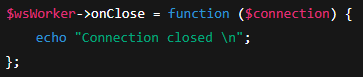 $wsWorker->onClose = function ($connection) {
    echo "Connection closed \n";
};